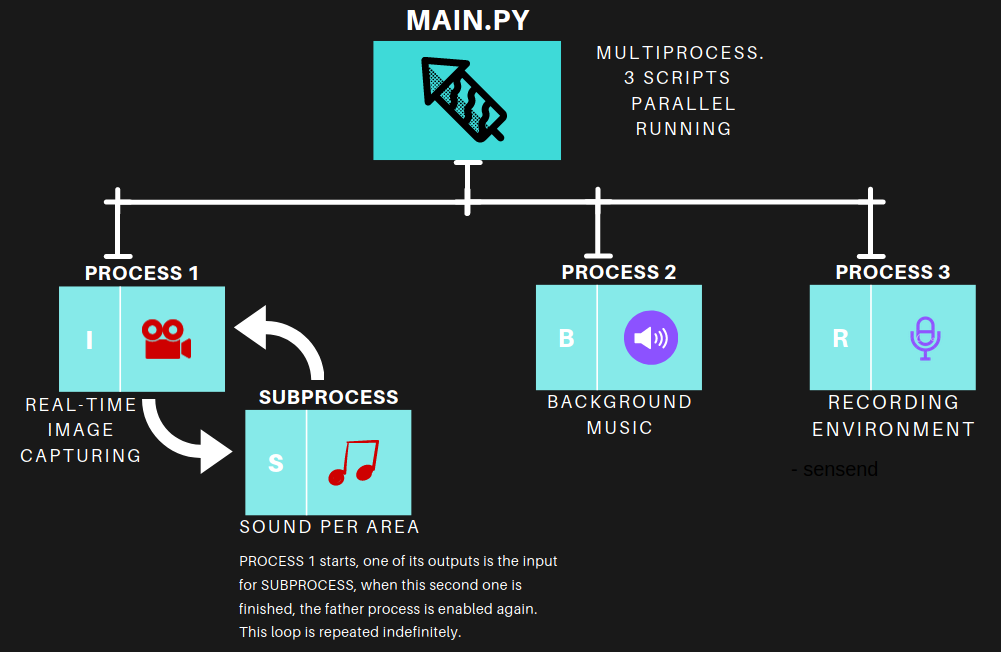 MAIN.PY
MULTIPROCESS.
3 SCRIPTS
PARALLEL
RUNNING
PROCESS 1
I
REAL-TIME
IMAGE
CAPTURING
SUBPROCESS
S
SOUND PER AREA
PROCESS 1 starts, one of its outputs is the input
for SUBPROCESS, when this second one is
finished, the father process is enabled again.
This loop is repeated indefinitely.
PROCESS 2
B
BACKGROUND
MUSIC
PROCESS 3
R
RECORDING
ENVIRONMENT
- sensend